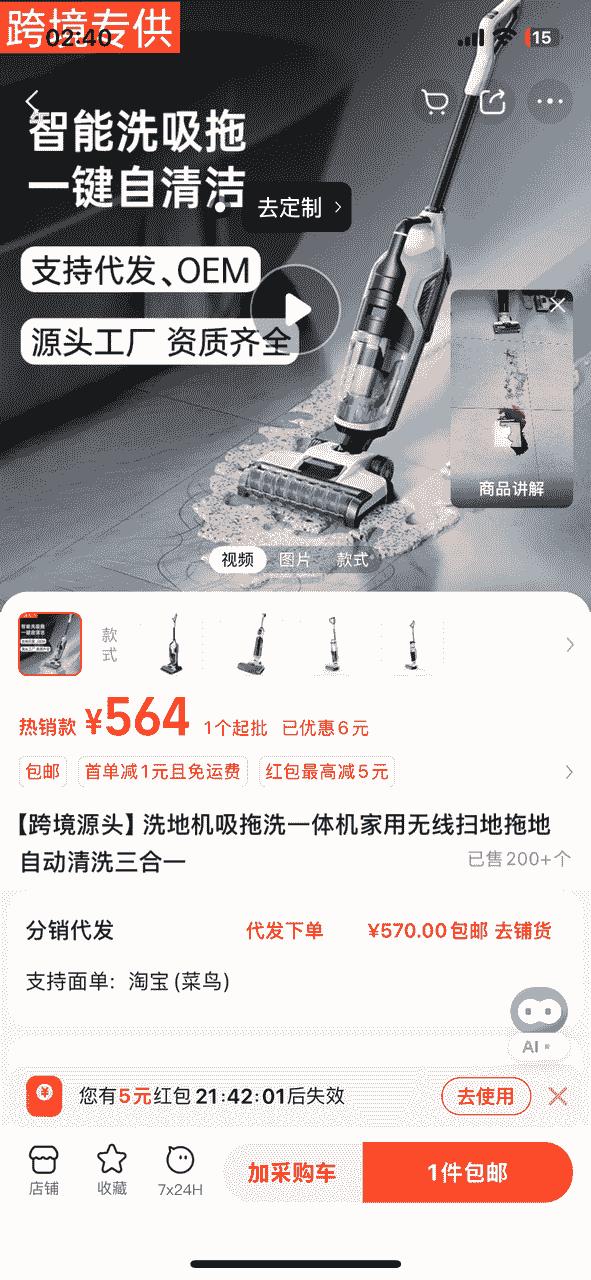 跨境专供
02:40
15
智能洗吸拖
一键自清洁
去定制
支持代发、OEM
源头工厂 资质齐全
商品讲解
视频 图片 款式
款式
热销款 ¥564 1个起批 已优惠6元
包邮 首单减1元且免运费 红包最高减5元
【跨境源头】洗地机吸拖洗一体机家用无线扫地拖地
自动清洗三合一 已售200+个
分销代发 代发下单 ¥570.00包邮 去铺货
支持面单：淘宝(菜鸟)
AI
您有5元红包21:42:01后失效 去使用
店铺 收藏 7x24H 加采购车 1件包邮